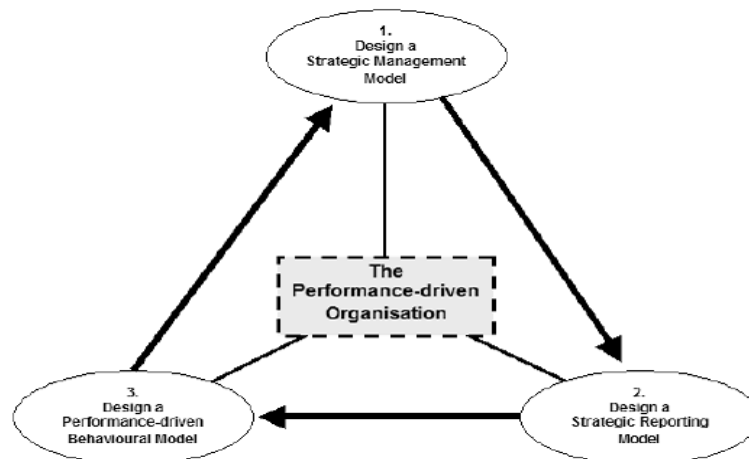 1.
Design a
Strategic Management
Model
The
Performance-driven
Organisation
3.
Design a
Performance-driven
Behavioural Model
2.
Design a
Strategic Reporting
Model